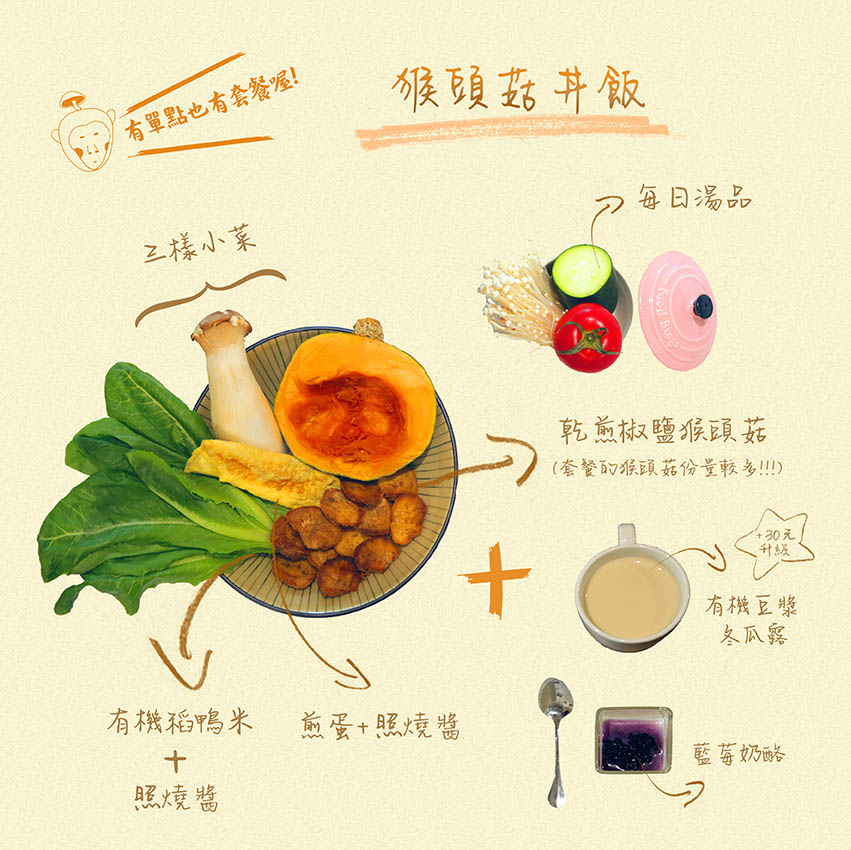 有單點也有套餐喔!
猴頭菇丼飯
每日湯品
三樣小菜
food Bingo
乾煎椒鹽猴頭菇
(套餐的猴頭菇份量較多!!!)
+
+30元
升級
有機豆漿
冬瓜露
有機稻鴨米
+
照燒醬
煎蛋+照燒醬
藍莓奶酪